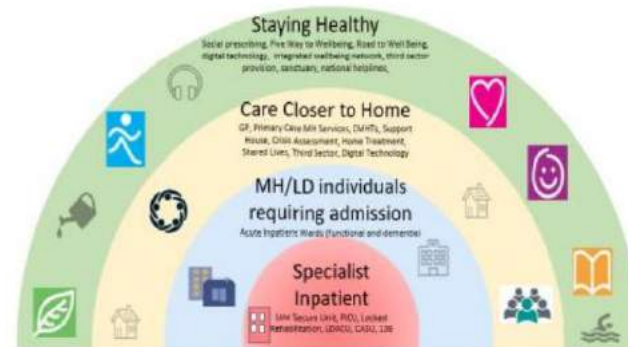 Staying Healthy
Social prescribing, Five Way to Wellbeing, Road to Well Being,
digital technology, integrated wellbeing network, third sector
provision, sanctuary, national helplines,
Care Closer to Home
GP, Primary Care MH Services, CMHTs, Support
House, Crisis Assessment, Home Treatment,
Shared Lives, Third Sector, Digital Technology
MH/LD individuals
requiring admission
Acute Inpatient Wards (functional and dementia)
Specialist
Inpatient
Secure Unit, PICU, Locked
Rehabilitation, LDACU, CASU,